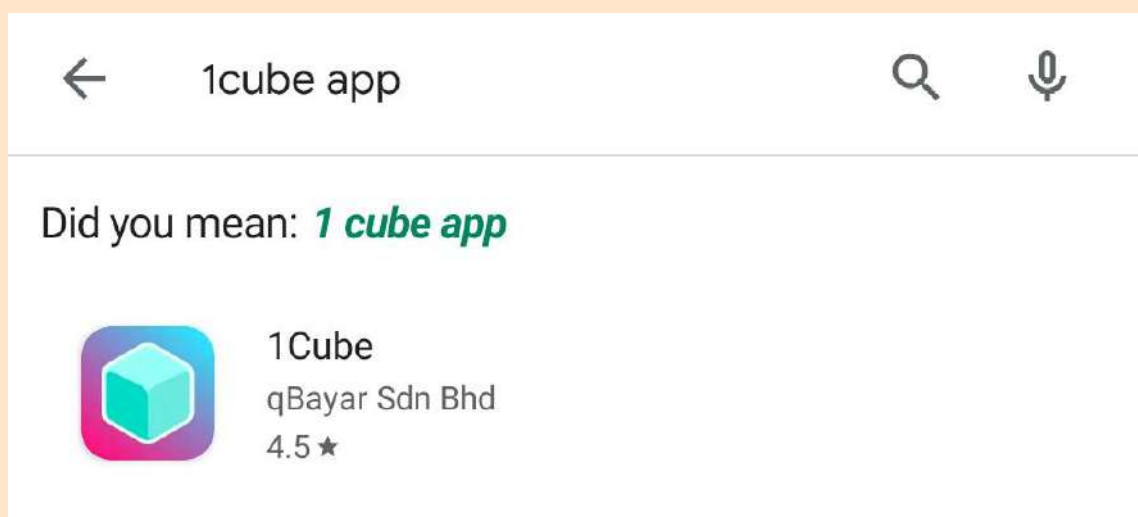 1cube app
Did you mean: 1 cube app
1Cube
qBayar Sdn Bhd
4.5 ★